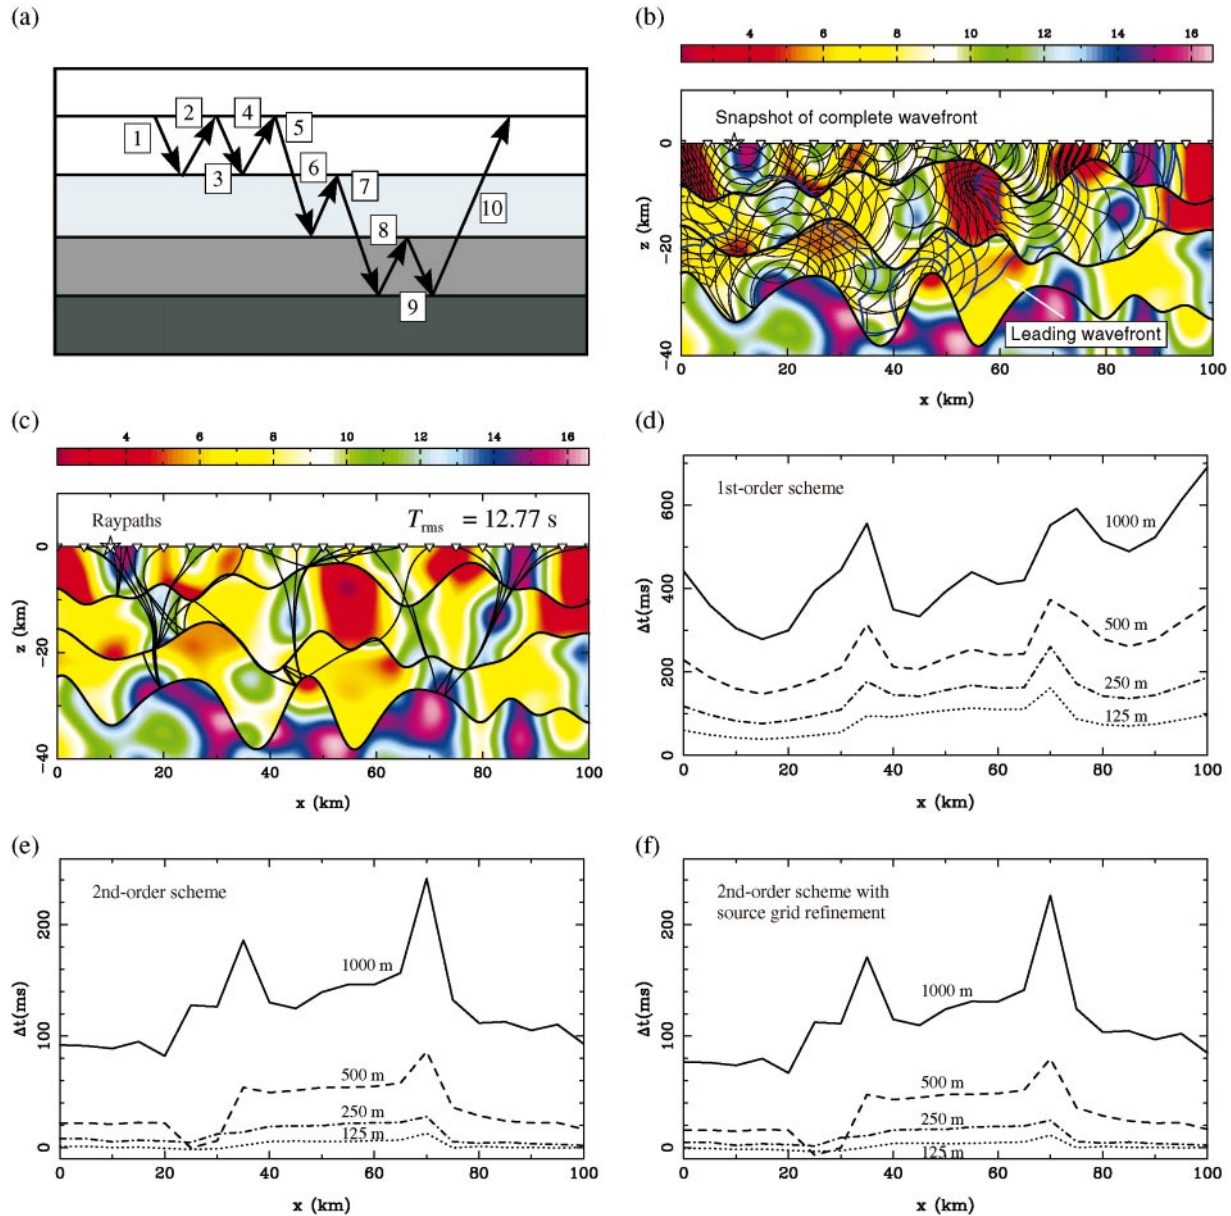 (a)
1
2
3
4
5
6
7
8
9
10
(b)
4 6 8 10 12 14 16
Snapshot of complete wavefront
Leading wavefront
0
−20
−40
z (km)
0 20 40 60 80 100
x (km)
(c)
4 6 8 10 12 14 16
Raypaths
Trms = 12.77 s
0
−20
−40
z (km)
0 20 40 60 80 100
x (km)
(d)
1st-order scheme
1000 m
500 m
250 m
125 m
600
400
200
0
Δt(ms)
0 20 40 60 80 100
x (km)
(e)
2nd-order scheme
1000 m
500 m
250 m
125 m
200
100
0
Δt(ms)
0 20 40 60 80 100
x (km)
(f)
2nd-order scheme with
source grid refinement
1000 m
500 m
250 m
125 m
200
100
0
Δt(ms)
0 20 40 60 80 100
x (km)